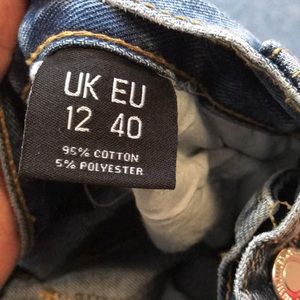 UK EU
12 40
95% COTTON
5% POLYESTER